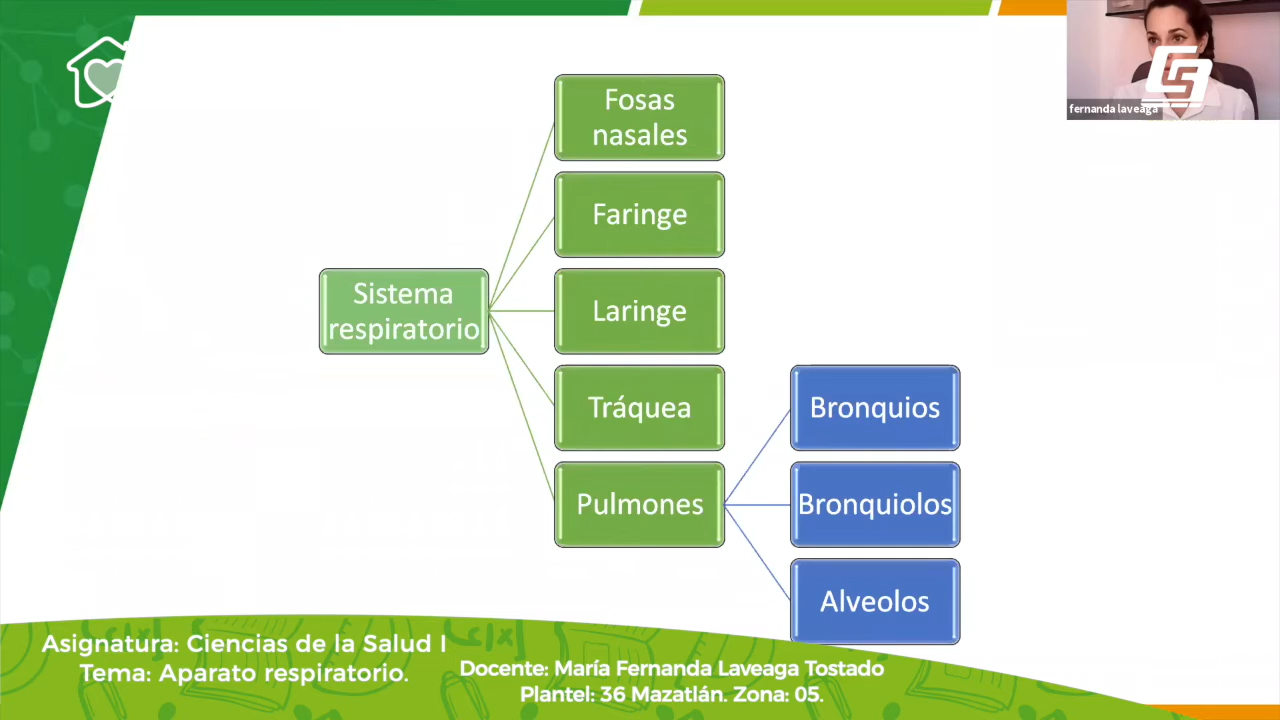 fernanda laveaga
Fosas
nasales
Faringe
Sistema
respiratorio
Laringe
Tráquea
Bronquios
Pulmones
Bronquiolos
Alveolos
Asignatura: Ciencias de la Salud I
Tema: Aparato respiratorio.
Docente: María Fernanda Laveaga Tostado
Plantel: 36 Mazatlán. Zona: 05.